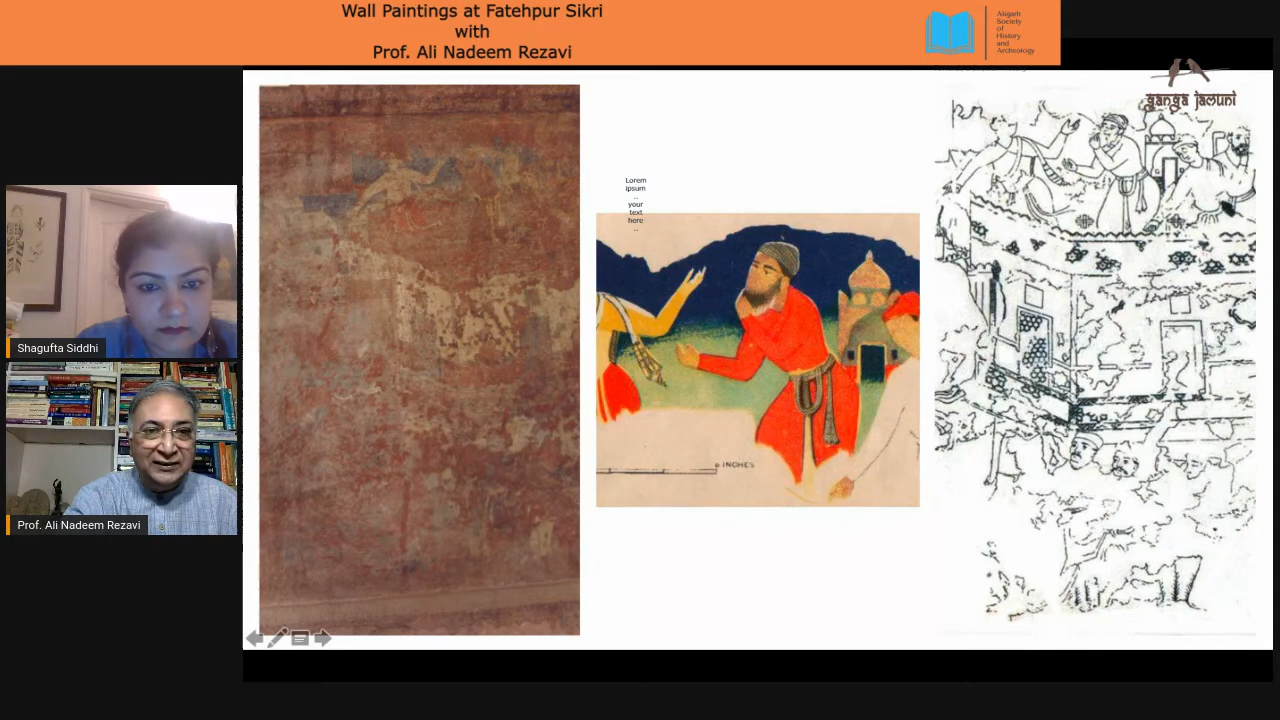 Wall Paintings at Fatehpur Sikri
with
Prof. Ali Nadeem Rezavi
Aligarh
Society
of
History
and
Archeology
ganga jamuni
Lorem
ipsum
..
your
text
here
..
INCHES
Shagufta Siddhi
Prof. Ali Nadeem Rezavi